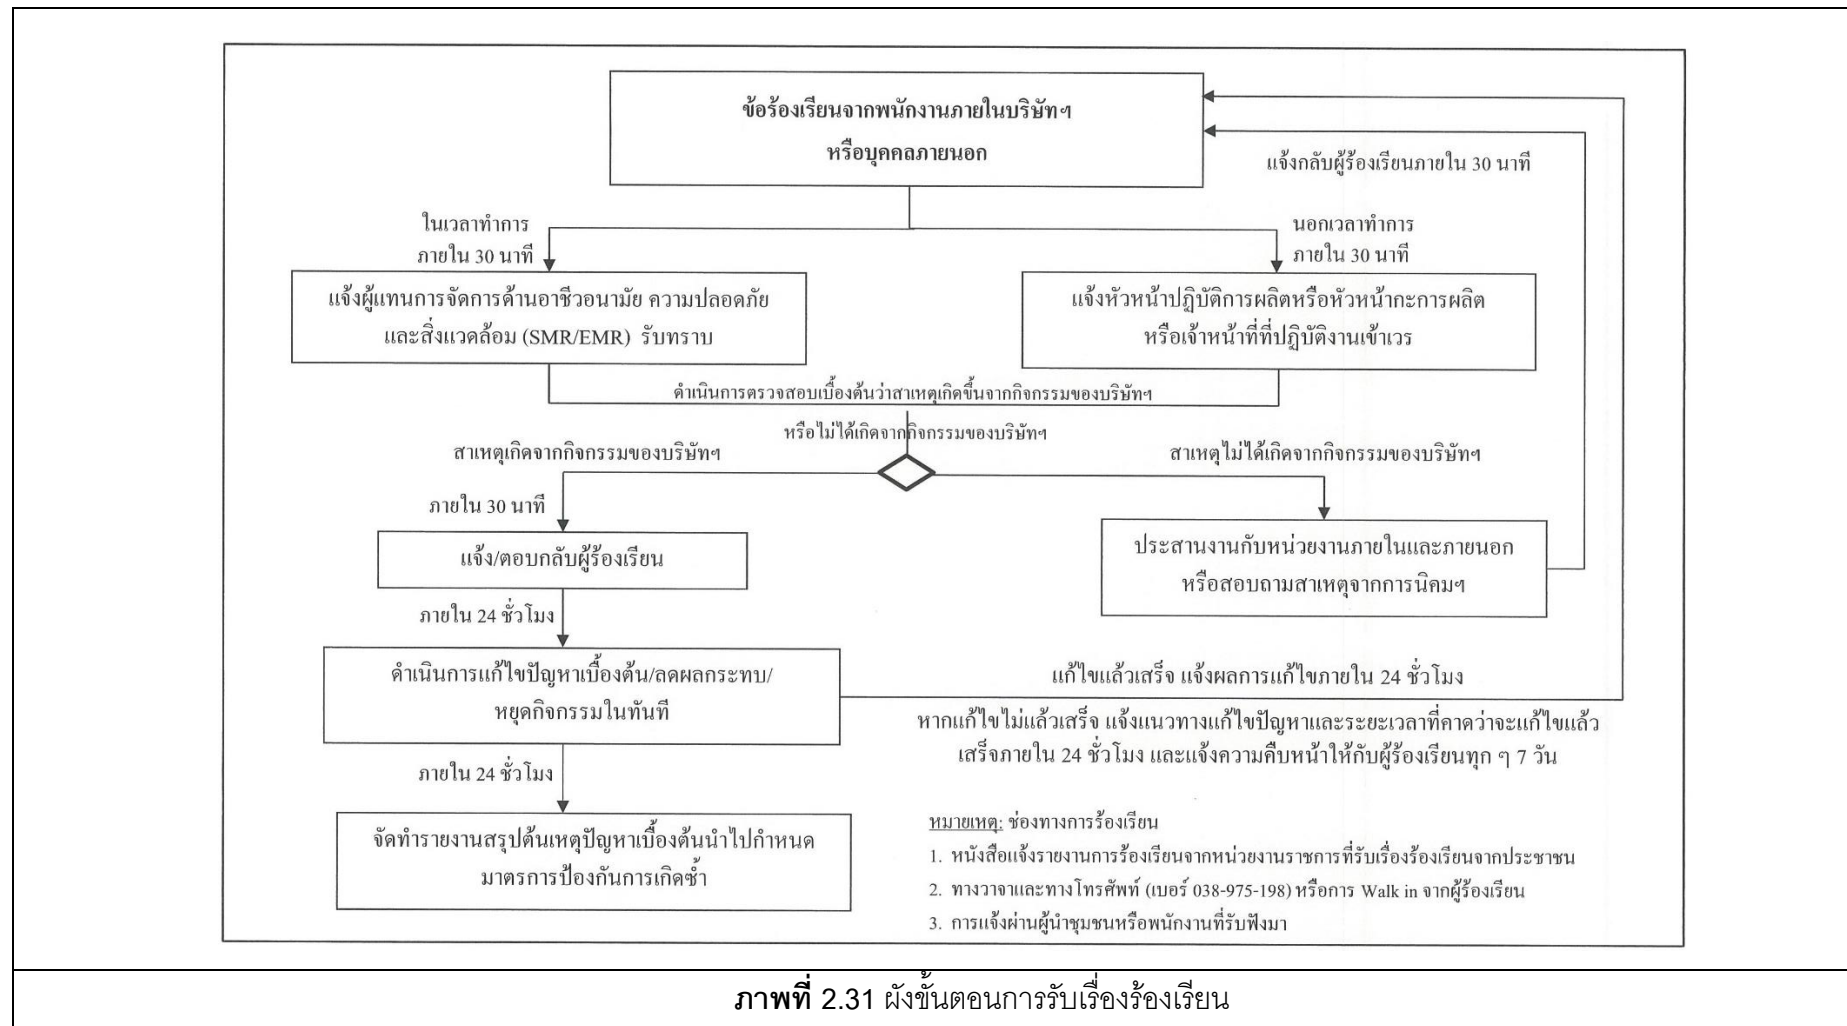 ข้อร้องเรียนจากพนักงานภายในบริษัทฯ
หรือบุคคลภายนอก
แจ้งกลับผู้ร้องเรียนภายใน 30 นาที
ในเวลาทำการ
ภายใน 30 นาที
นอกเวลาทำการ
ภายใน 30 นาที
แจ้งผู้แทนการจัดการด้านอาชีวอนามัย ความปลอดภัย
และสิ่งแวดล้อม (SMR/EMR) รับทราบ
แจ้งหัวหน้าปฏิบัติการผลิตหรือหัวหน้ากะการผลิต
หรือเจ้าหน้าที่ที่ปฏิบัติงานเข้าเวร
ดำเนินการตรวจสอบเบื้องต้นว่าสาเหตุเกิดขึ้นจากกิจกรรมของบริษัทฯ
หรือไม่ได้เกิดจากกิจกรรมของบริษัทฯ
สาเหตุเกิดจากกิจกรรมของบริษัทฯ
สาเหตุไม่ได้เกิดจากกิจกรรมของบริษัทฯ
ภายใน 30 นาที
แจ้ง/ตอบกลับผู้ร้องเรียน
ประสานงานกับหน่วยงานภายในและภายนอก
หรือสอบถามสาเหตุจากการนิคมฯ
ภายใน 24 ชั่วโมง
ดำเนินการแก้ไขปัญหาเบื้องต้น/ลดผลกระทบ/
หยุดกิจกรรมในทันที
แก้ไขแล้วเสร็จ แจ้งผลการแก้ไขภายใน 24 ชั่วโมง
หากแก้ไขไม่แล้วเสร็จ แจ้งแนวทางแก้ไขปัญหาและระยะเวลาที่คาดว่าจะแก้ไขแล้ว
เสร็จภายใน 24 ชั่วโมง และแจ้งความคืบหน้าให้กับผู้ร้องเรียนทุก ๆ 7 วัน
ภายใน 24 ชั่วโมง
จัดทำรายงานสรุปต้นเหตุปัญหาเบื้องต้นนำไปกำหนด
มาตรการป้องกันการเกิดซ้ำ
หมายเหตุ: ช่องทางการร้องเรียน
1. หนังสือแจ้งรายงานการร้องเรียนจากหน่วยงานราชการที่รับเรื่องร้องเรียนจากประชาชน
2. ทางวาจาและทางโทรศัพท์ (เบอร์ 038-975-198) หรือการ Walk in จากผู้ร้องเรียน
3. การแจ้งผ่านผู้นำชุมชนหรือพนักงานที่รับฟังมา
ภาพที่ 2.31 ผังขั้นตอนการรับเรื่องร้องเรียน